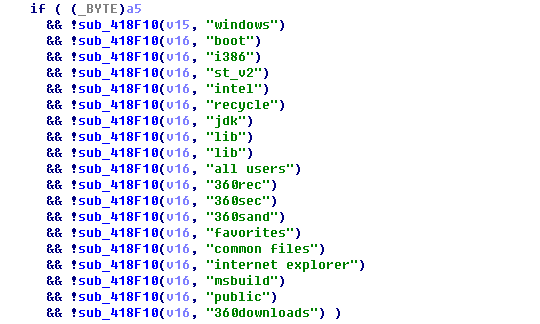 if ( (_BYTE)a5
&& !sub_418F10(v15, "windows")
&& !sub_418F10(v16, "boot")
&& !sub_418F10(v16, "i386")
&& !sub_418F10(v16, "st_v2")
&& !sub_418F10(v16, "intel")
&& !sub_418F10(v16, "recycle")
&& !sub_418F10(v16, "jdk")
&& !sub_418F10(v16, "lib")
&& !sub_418F10(v16, "lib")
&& !sub_418F10(v16, "all users")
&& !sub_418F10(v16, "360rec")
&& !sub_418F10(v16, "360sec")
&& !sub_418F10(v16, "360sand")
&& !sub_418F10(v16, "favorites")
&& !sub_418F10(v16, "common files")
&& !sub_418F10(v16, "internet explorer")
&& !sub_418F10(v16, "msbuild")
&& !sub_418F10(v16, "public")
&& !sub_418F10(v16, "360downloads") )